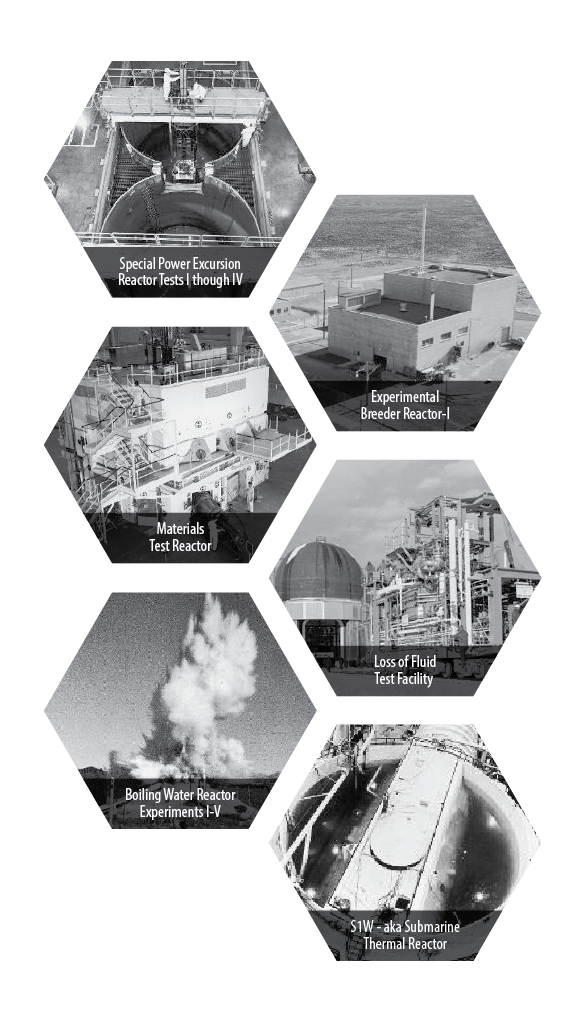 Special Power Excursion
Reactor Tests I though IV
Experimental
Breeder Reactor-I
Materials
Test Reactor
Loss of Fluid
Test Facility
Boiling Water Reactor
Experiments I-V
S1W - aka Submarine
Thermal Reactor